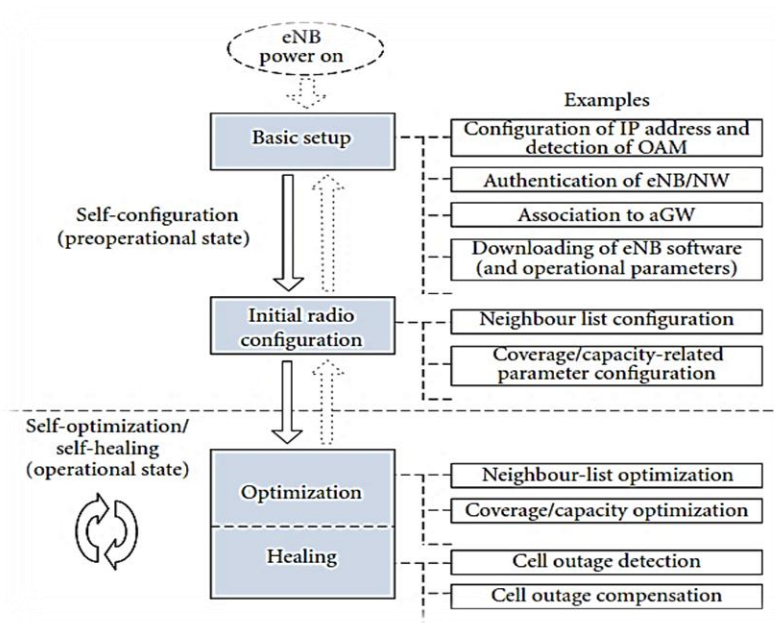 eNB
power on
Examples
Basic setup
Configuration of IP address and
detection of OAM
Authentication of eNB/NW
Self-configuration
(preoperational state)
Association to aGW
Downloading of eNB software
(and operational parameters)
Initial radio
configuration
Neighbour list configuration
Coverage/capacity-related
parameter configuration
Self-optimization/
self-healing
(operational state)
Optimization
Neighbour-list optimization
Coverage/capacity optimization
Healing
Cell outage detection
Cell outage compensation